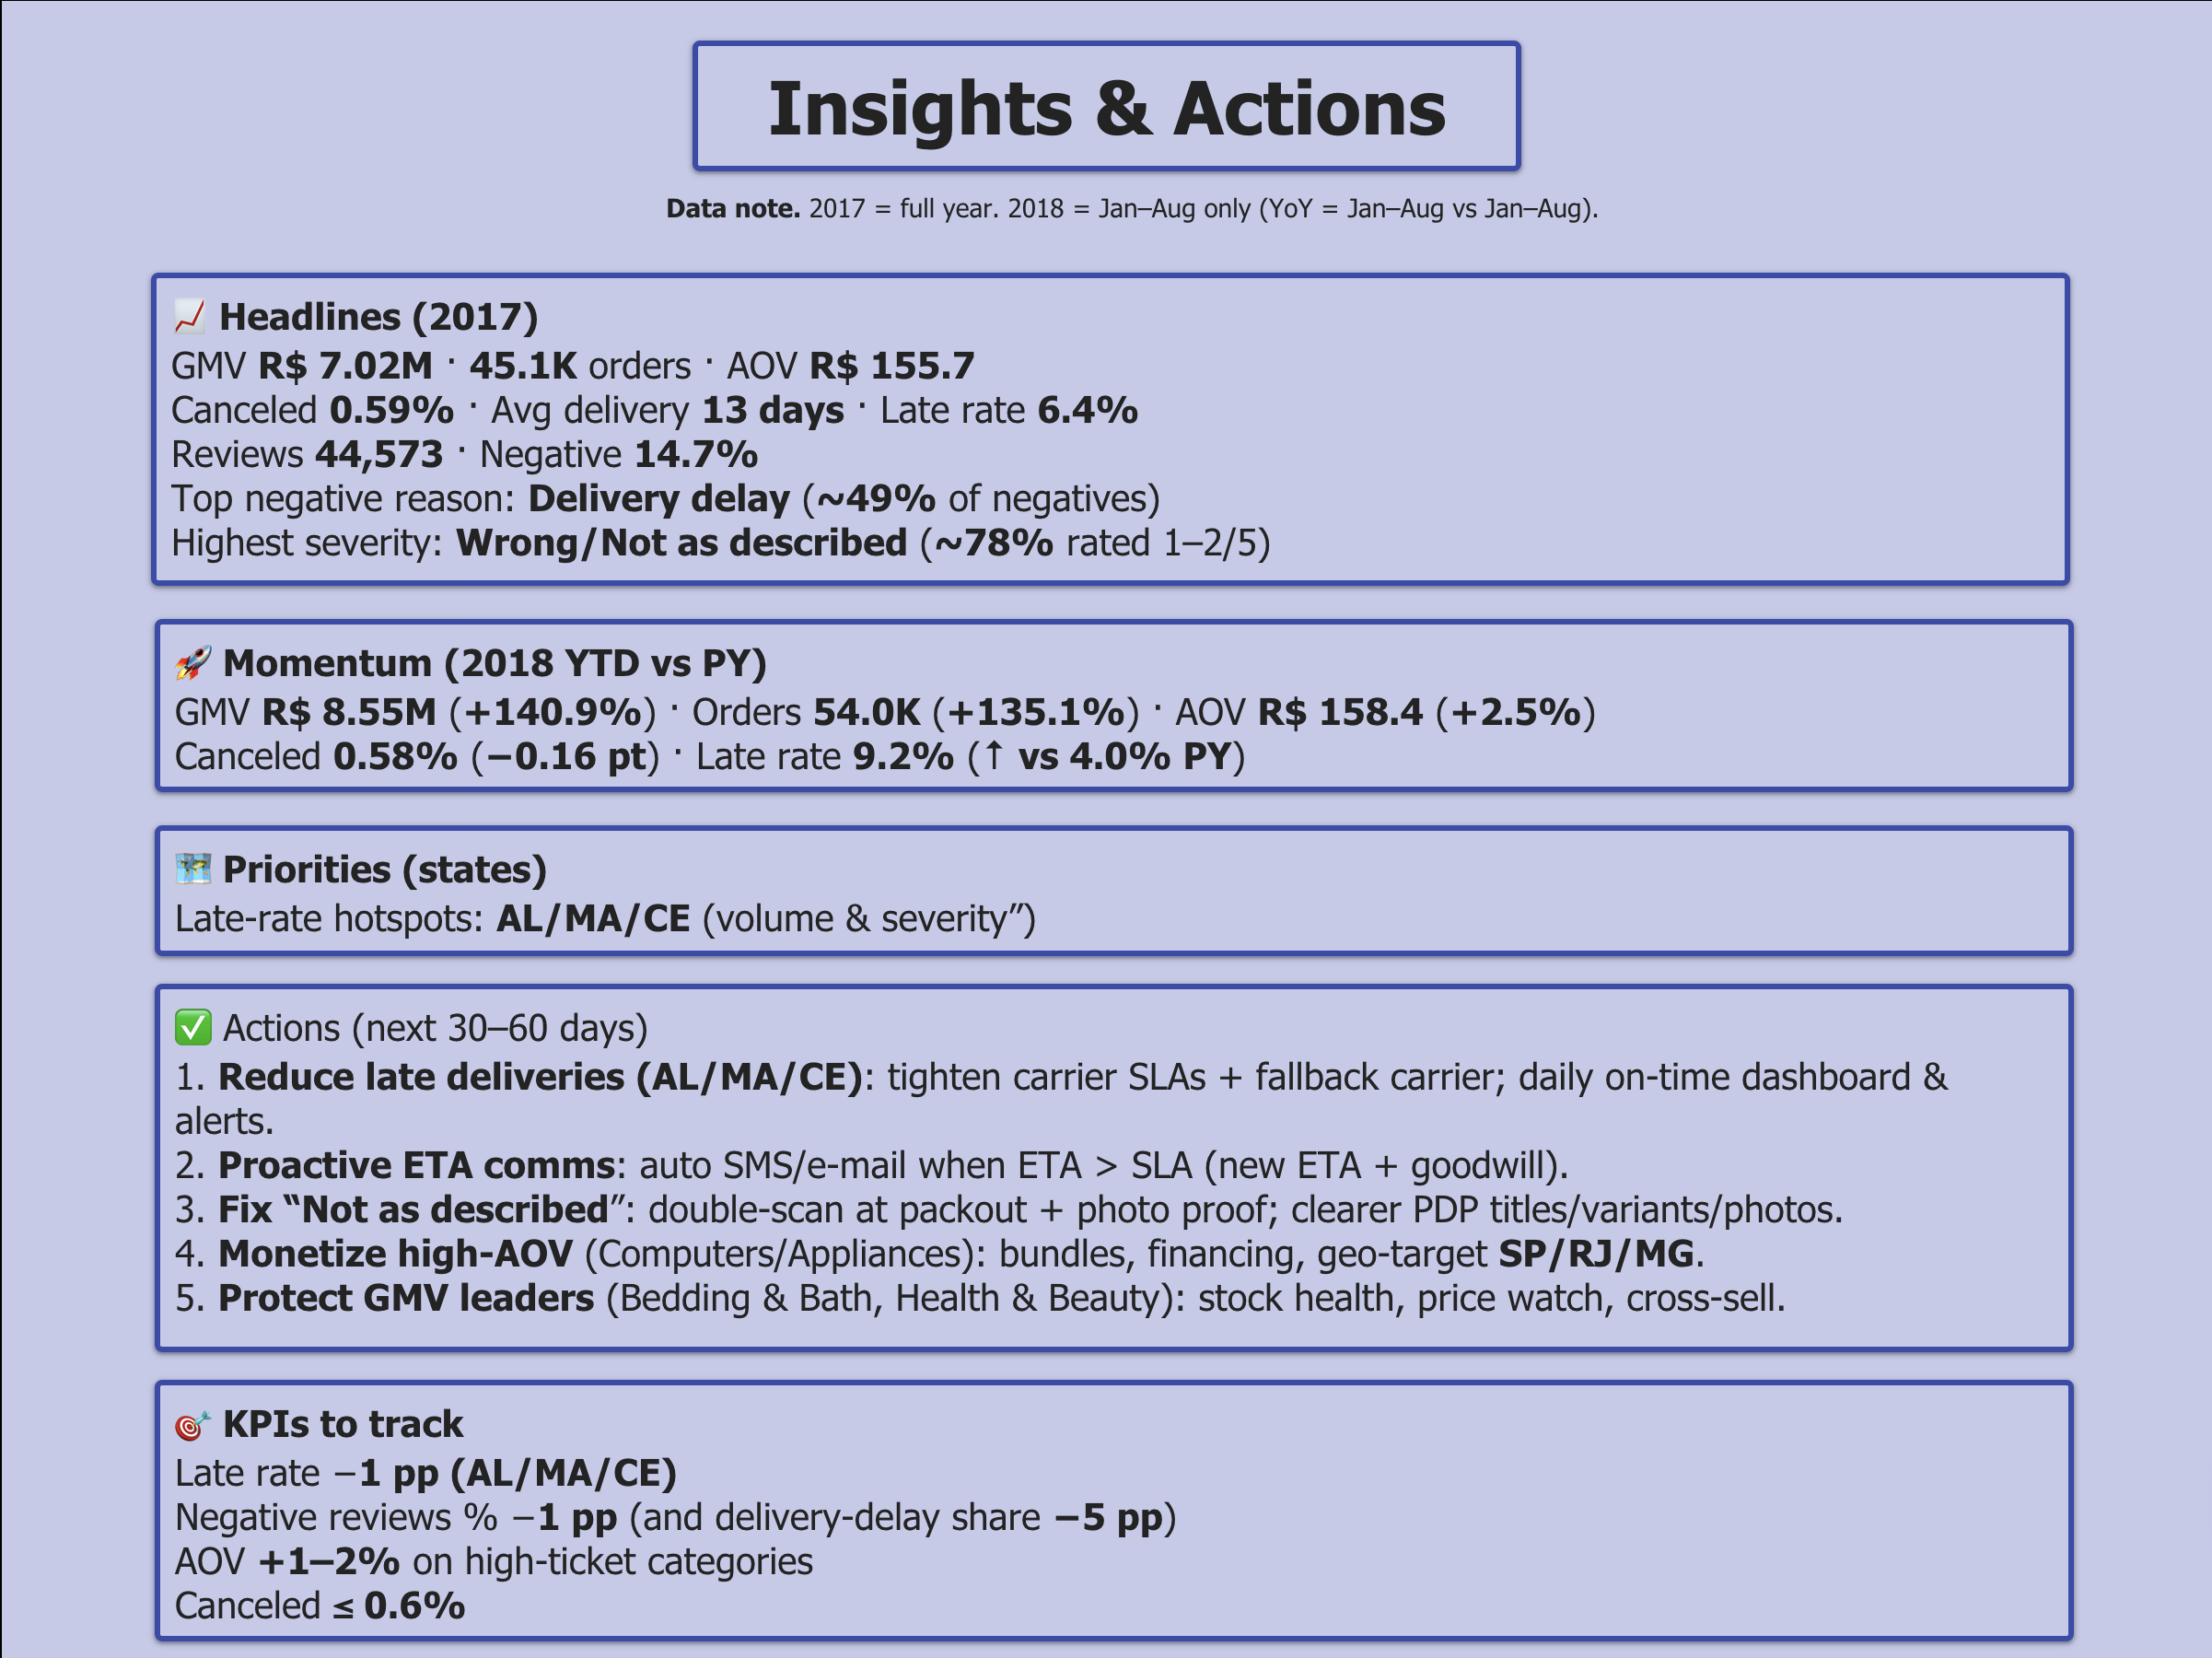 Insights & Actions
Data note. 2017 = full year. 2018 = Jan–Aug only (YoY = Jan–Aug vs Jan–Aug).
📈 Headlines (2017)
GMV R$ 7.02M · 45.1K orders · AOV R$ 155.7
Canceled 0.59% · Avg delivery 13 days · Late rate 6.4%
Reviews 44,573 · Negative 14.7%
Top negative reason: Delivery delay (~49% of negatives)
Highest severity: Wrong/Not as described (~78% rated 1–2/5)
🚀 Momentum (2018 YTD vs PY)
GMV R$ 8.55M (+140.9%) · Orders 54.0K (+135.1%) · AOV R$ 158.4 (+2.5%)
Canceled 0.58% (−0.16 pt) · Late rate 9.2% (↑ vs 4.0% PY)
🗺️ Priorities (states)
Late-rate hotspots: AL/MA/CE (volume & severity”)
✅ Actions (next 30–60 days)
1. Reduce late deliveries (AL/MA/CE): tighten carrier SLAs + fallback carrier; daily on-time dashboard &
alerts.
2. Proactive ETA comms: auto SMS/e-mail when ETA > SLA (new ETA + goodwill).
3. Fix “Not as described”: double-scan at packout + photo proof; clearer PDP titles/variants/photos.
4. Monetize high-AOV (Computers/Appliances): bundles, financing, geo-target SP/RJ/MG.
5. Protect GMV leaders (Bedding & Bath, Health & Beauty): stock health, price watch, cross-sell.
🎯 KPIs to track
Late rate −1 pp (AL/MA/CE)
Negative reviews % −1 pp (and delivery-delay share −5 pp)
AOV +1–2% on high-ticket categories
Canceled ≤ 0.6%